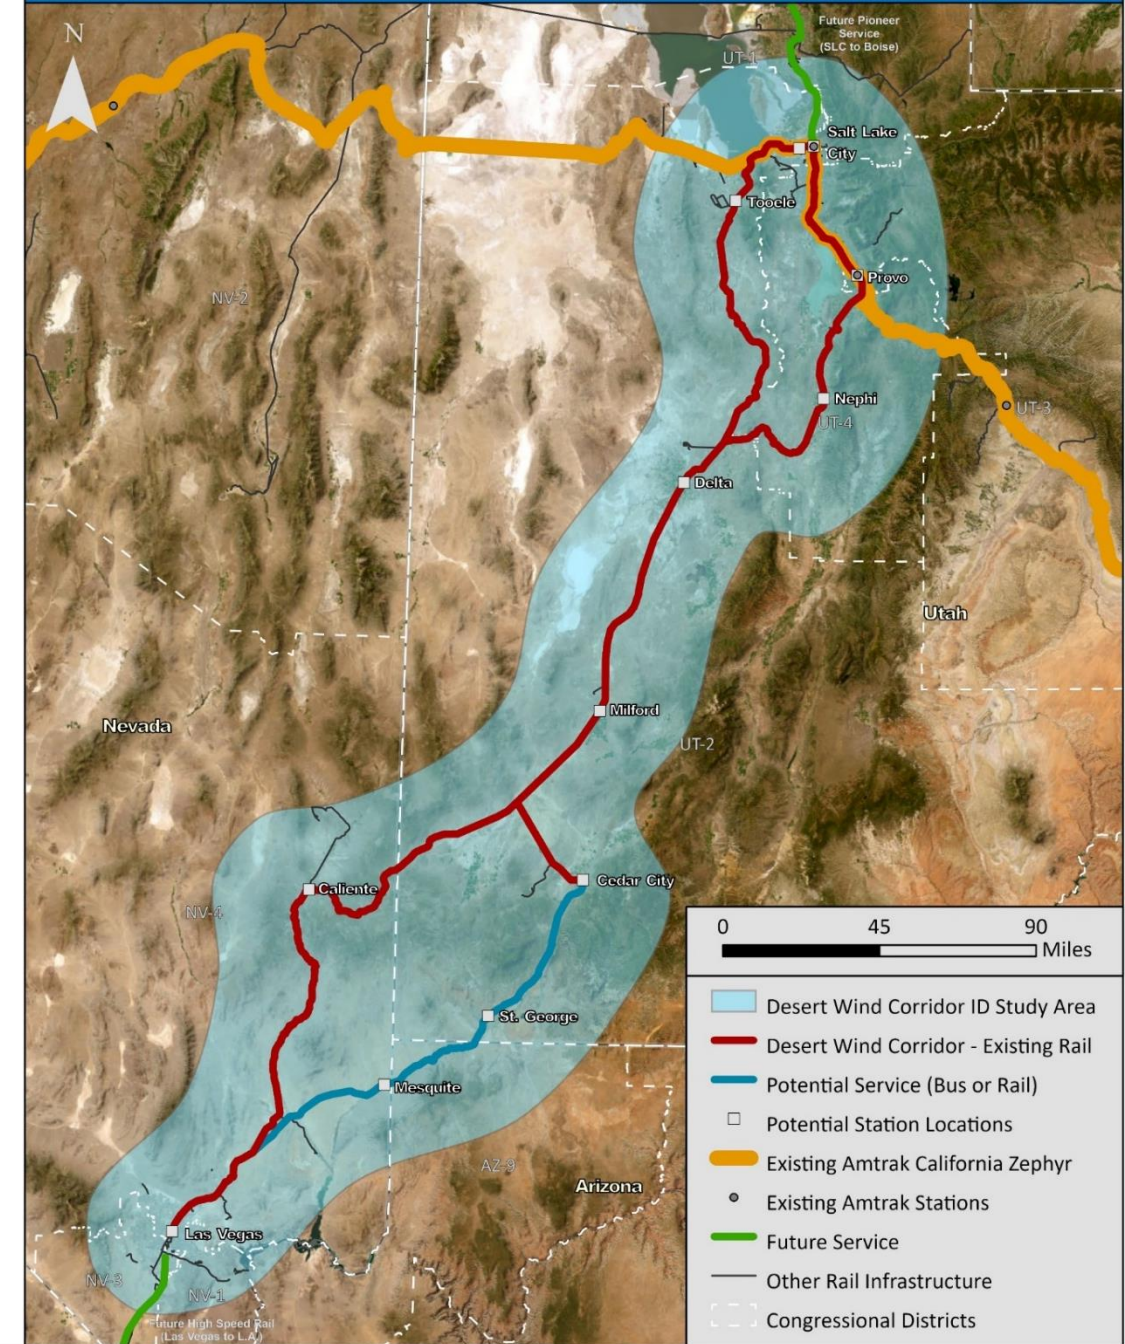 N
Future Pioneer
Service
(SLC to Boise)
UT-1
Salt Lake
City
Tooele
Provo
NV-2
Nephi
UT-3
UT-4
Delta
Utah
Milford
Nevada
UT-2
Caliente
Cedar City
NV-4
St. George
Mesquite
AZ-9
Arizona
Las Vegas
NV-3
NV-1
Future High Speed Rail
(Las Vegas to L.A.)
0 45 90
Miles
Desert Wind Corridor ID Study Area
Desert Wind Corridor - Existing Rail
Potential Service (Bus or Rail)
Potential Station Locations
Existing Amtrak California Zephyr
Existing Amtrak Stations
Future Service
Other Rail Infrastructure
Congressional Districts